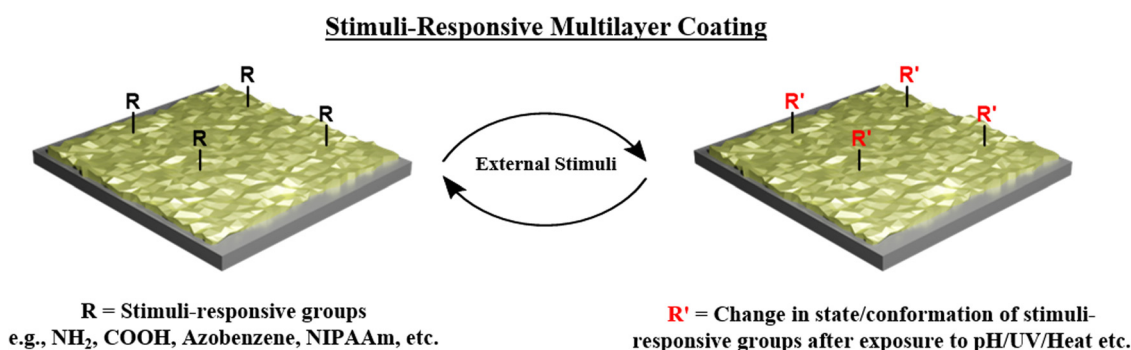 Stimuli-Responsive Multilayer Coating
R
R
R
R
External Stimuli
R'
R'
R'
R'
R = Stimuli-responsive groups
e.g., NH₂, COOH, Azobenzene, NIPAAm, etc.
R' = Change in state/conformation of stimuli-
responsive groups after exposure to pH/UV/Heat etc.